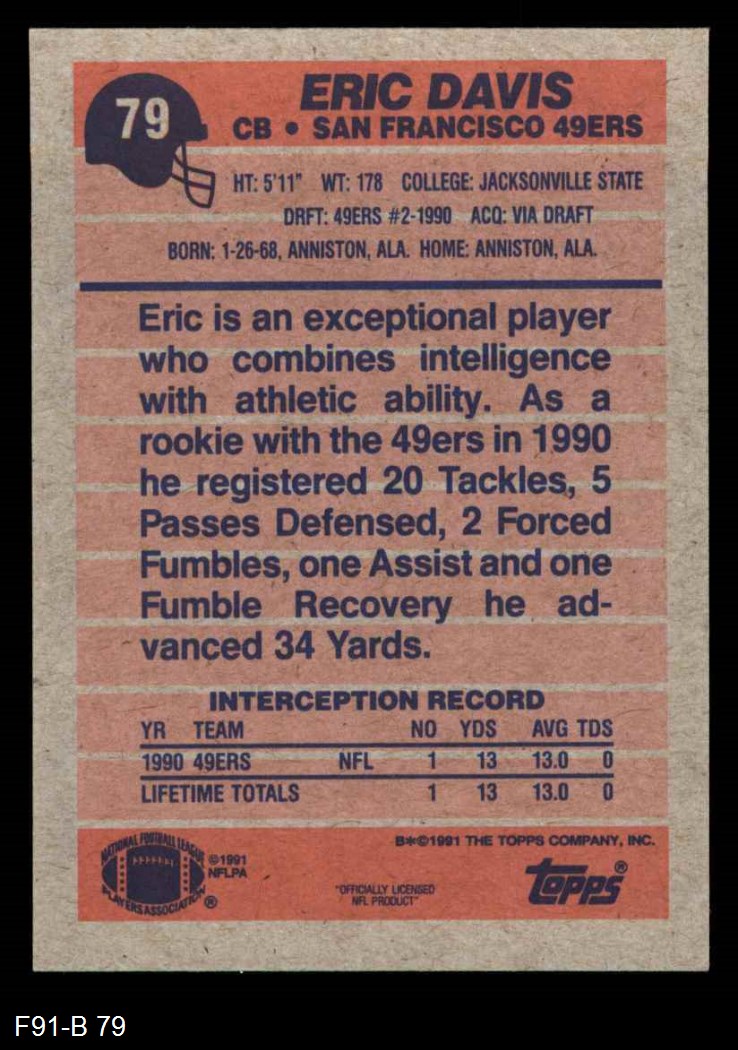 79
ERIC DAVIS
CB • SAN FRANCISCO 49ERS
HT: 5'11" WT: 178 COLLEGE: JACKSONVILLE STATE
DRFT: 49ERS #2-1990 ACQ: VIA DRAFT
BORN: 1-26-68, ANNISTON, ALA. HOME: ANNISTON, ALA.
Eric is an exceptional player
who combines intelligence
with athletic ability. As a
rookie with the 49ers in 1990
he registered 20 Tackles, 5
Passes Defensed, 2 Forced
Fumbles, one Assist and one
Fumble Recovery he ad-
vanced 34 Yards.
INTERCEPTION RECORD
YR TEAM NO YDS AVG TDS
1990 49ERS NFL 1 13 13.0 0
LIFETIME TOTALS 1 13 13.0 0
B*©1991 THE TOPPS COMPANY, INC.
NATIONAL FOOTBALL LEAGUE
PLAYERS ASSOCIATION ®
©1991
NFLPA
"OFFICIALLY LICENSED
NFL PRODUCT"
topps®
F91-B 79